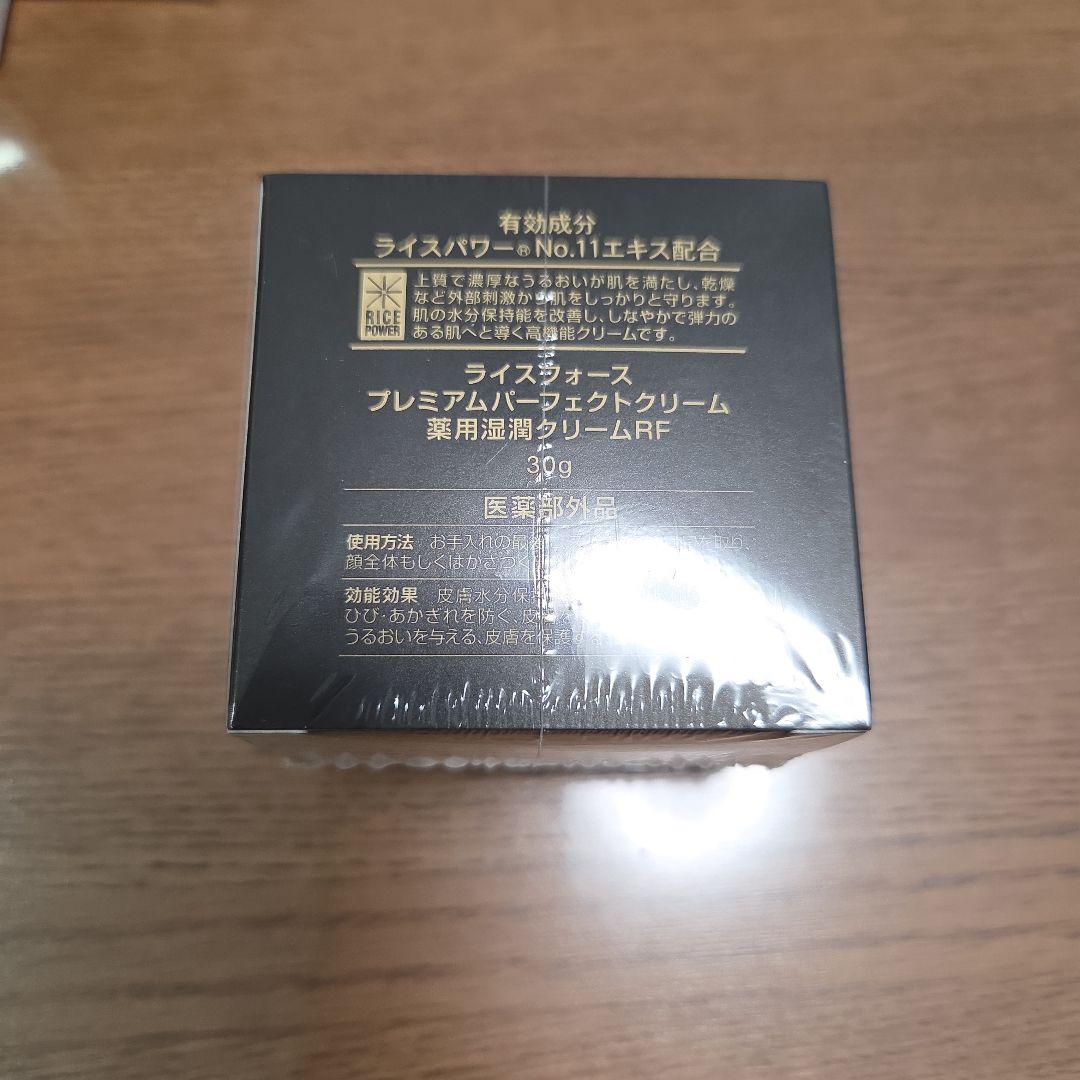 有効成分
ライスパワー®No.11エキス配合
RICE
POWER
上質で濃厚なうるおいが肌を満たし、乾燥
など外部刺激から肌をしっかりと守ります。
肌の水分保持能を改善し、しなやかで弾力の
ある肌へと導く高機能クリームです。
ライスフォース
プレミアムパーフェクトクリーム
薬用湿潤クリームRF
30g
医薬部外品
使用方法 お手入れの最後 を取り、
顔全体もしくはかさつく
効能効果 皮膚水分保持
ひび・あかぎれを防ぐ、皮
うるおいを与える、皮膚を保護する